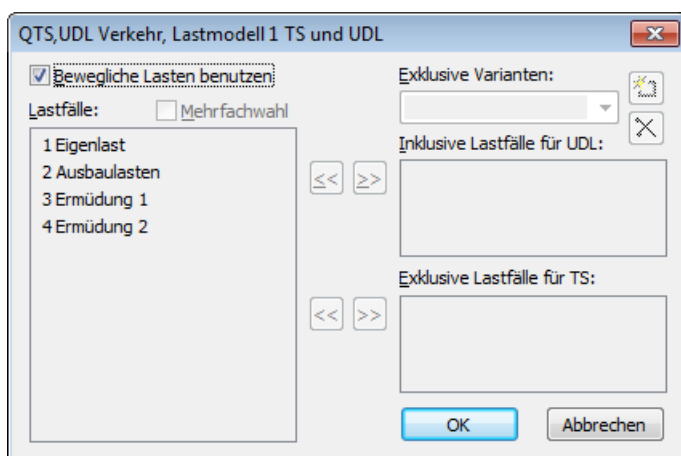 QTS,UDL Verkehr, Lastmodell 1 TS und UDL
Bewegliche Lasten benutzen
Lastfälle:
Mehrfachwahl
1 Eigenlast
2 Ausbaulasten
3 Ermüdung 1
4 Ermüdung 2
<<
>>
<<
>>
Exklusive Varianten:
Inklusive Lastfälle für UDL:
Exklusive Lastfälle für TS:
OK
Abbrechen